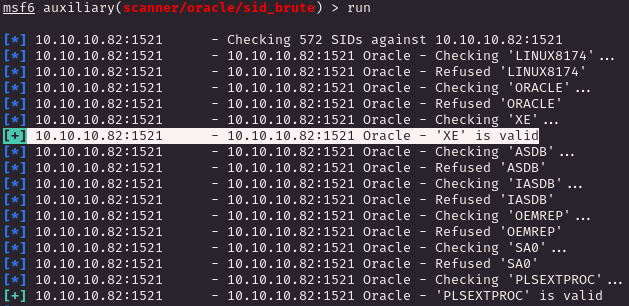 msf6 auxiliary(scanner/oracle/sid_brute) > run
[*] 10.10.10.82:1521 - Checking 572 SIDs against 10.10.10.82:1521
[*] 10.10.10.82:1521 - 10.10.10.82:1521 Oracle - Checking 'LINUX8174'...
[*] 10.10.10.82:1521 - 10.10.10.82:1521 Oracle - Refused 'LINUX8174'
[*] 10.10.10.82:1521 - 10.10.10.82:1521 Oracle - Checking 'ORACLE'...
[*] 10.10.10.82:1521 - 10.10.10.82:1521 Oracle - Refused 'ORACLE'
[*] 10.10.10.82:1521 - 10.10.10.82:1521 Oracle - Checking 'XE'...
[+] 10.10.10.82:1521 - 10.10.10.82:1521 Oracle - 'XE' is valid
[*] 10.10.10.82:1521 - 10.10.10.82:1521 Oracle - Checking 'ASDB'...
[*] 10.10.10.82:1521 - 10.10.10.82:1521 Oracle - Refused 'ASDB'
[*] 10.10.10.82:1521 - 10.10.10.82:1521 Oracle - Checking 'IASDB'...
[*] 10.10.10.82:1521 - 10.10.10.82:1521 Oracle - Refused 'IASDB'
[*] 10.10.10.82:1521 - 10.10.10.82:1521 Oracle - Checking 'OEMREP'...
[*] 10.10.10.82:1521 - 10.10.10.82:1521 Oracle - Refused 'OEMREP'
[*] 10.10.10.82:1521 - 10.10.10.82:1521 Oracle - Checking 'SA0'...
[*] 10.10.10.82:1521 - 10.10.10.82:1521 Oracle - Refused 'SA0'
[*] 10.10.10.82:1521 - 10.10.10.82:1521 Oracle - Checking 'PLSEXTPROC'...
[+] 10.10.10.82:1521 - 10.10.10.82:1521 Oracle - 'PLSEXTPROC' is valid